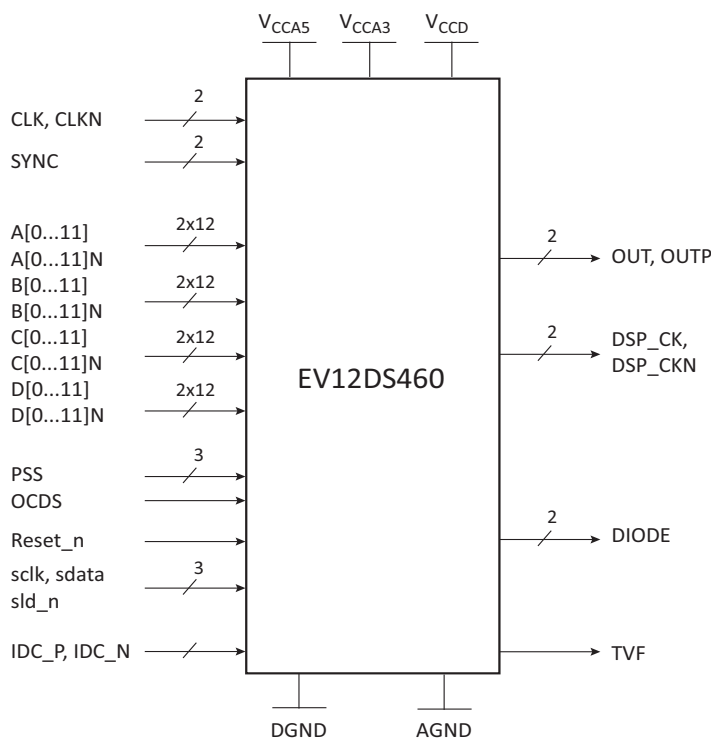 VCCA5 VCCA3 VCCD
CLK, CLKN 2
SYNC 2
A[0...11] 2x12
A[0...11]N
B[0...11] 2x12
B[0...11]N
C[0...11] 2x12
C[0...11]N
D[0...11] 2x12
D[0...11]N
PSS 3
OCDS
Reset_n
sclk, sdata 3
sld_n
IDC_P, IDC_N
EV12DS460
2 OUT, OUTP
2 DSP_CK,
DSP_CKN
2 DIODE
TVF
DGND AGND